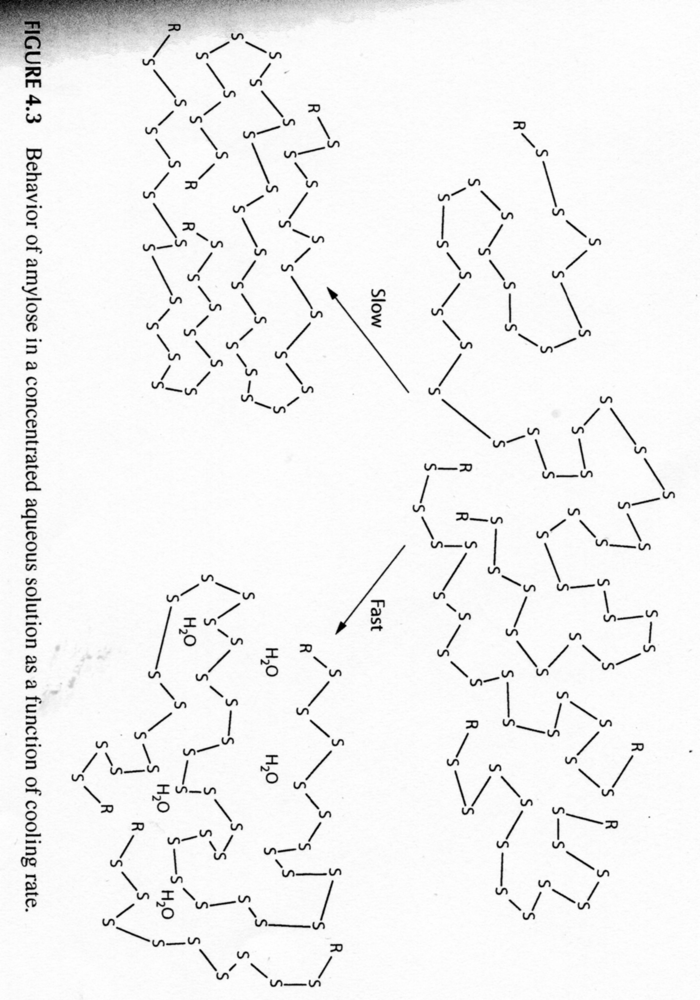 R S S S S S S S S S S S S S S S S S S S S S S S S S S S S S S S S S S S S S S S S
R S S S S S S S S S S S S S S S S R
R S S S S S S S S S S S S R
Slow
Fast
R S S S S S S S S S S S S S S S S S S S S S S S S S S S S S R
R S S S S S S S S S S S S S S S S S S S S R
R S S S S S S S S S S S S S S S S S S S S S S S S S S S S S S S S S S S S S R
H₂O
H₂O
H₂O
H₂O
H₂O
R S S S S S S S S S R
FIGURE 4.3 Behavior of amylose in a concentrated aqueous solution as a function of cooling rate.